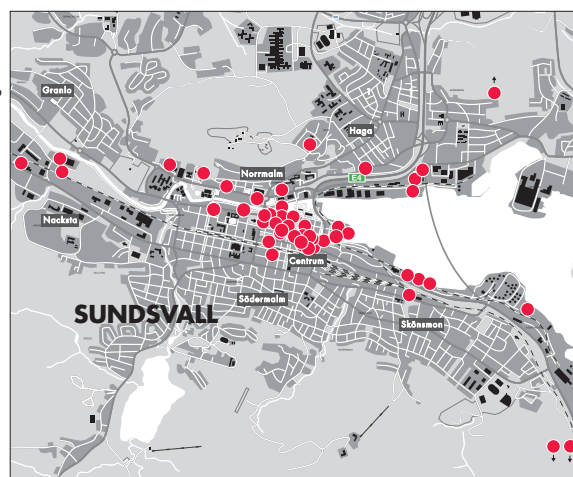 Granlo
Haga
Norrmalm
E4
Nacksta
Centrum
Södermalm
SUNDSVALL
Skönsmon